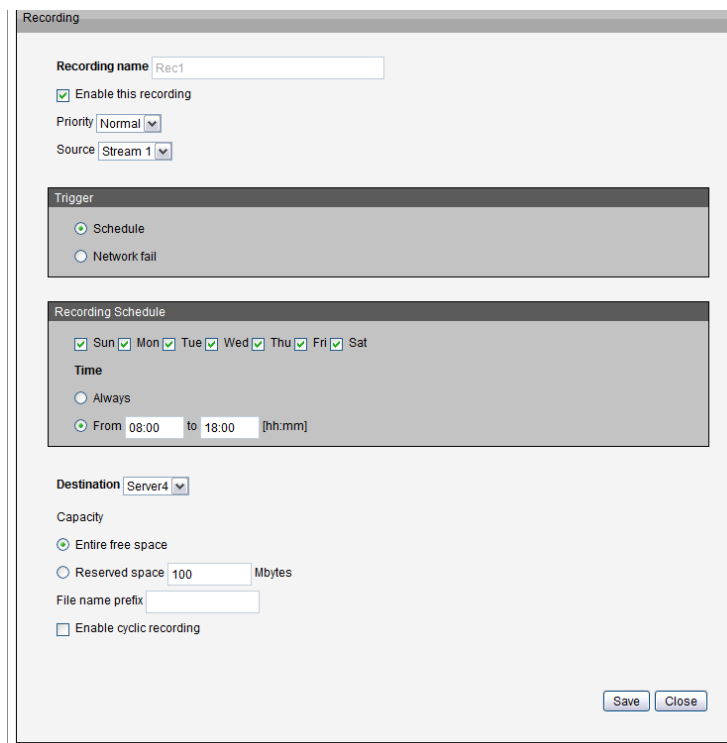 Recording
Recording name Rec1
Enable this recording
Priority Normal
Source Stream 1
Trigger
Schedule
Network fail
Recording Schedule
Sun Mon Tue Wed Thu Fri Sat
Time
Always
From 08:00 to 18:00 [hh:mm]
Destination Server4
Capacity
Entire free space
Reserved space 100 Mbytes
File name prefix
Enable cyclic recording
Save Close